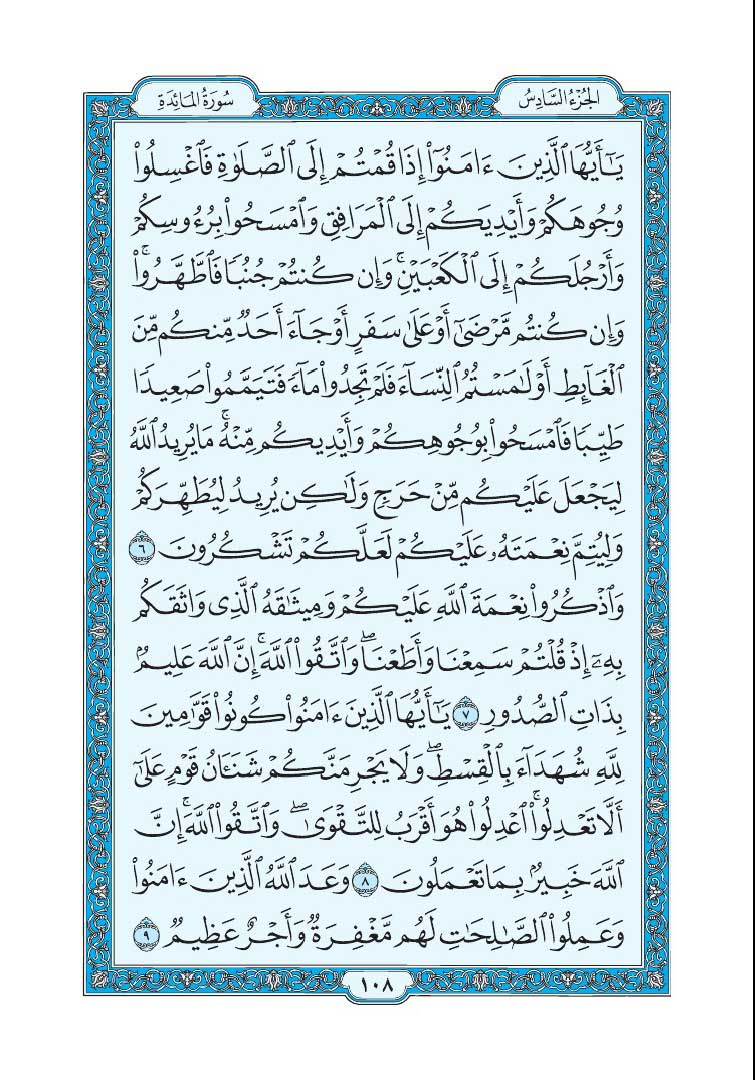 الجُزْءُ السَّادِسُ
سُورَةُ المَائِدَةِ
يَٰٓأَيُّهَا ٱلَّذِينَ ءَامَنُوٓا۟ إِذَا قُمْتُمْ إِلَى ٱلصَّلَوٰةِ فَٱغْسِلُوا۟
وُجُوهَكُمْ وَأَيْدِيَكُمْ إِلَى ٱلْمَرَافِقِ وَٱمْسَحُوا۟ بِرُءُوسِكُمْ
وَأَرْجُلَكُمْ إِلَى ٱلْكَعْبَيْنِ ۚ وَإِن كُنتُمْ جُنُبًا فَٱطَّهَّرُوا۟ ۚ
وَإِن كُنتُم مَّرْضَىٰٓ أَوْ عَلَىٰ سَفَرٍ أَوْ جَآءَ أَحَدٌ مِّنكُم مِّنَ
ٱلْغَآئِطِ أَوْ لَٰمَسْتُمُ ٱلنِّسَآءَ فَلَمْ تَجِدُوا۟ مَآءً فَتَيَمَّمُوا۟ صَعِيدًا
طَيِّبًا فَٱمْسَحُوا۟ بِوُجُوهِكُمْ وَأَيْدِيكُم مِّنْهُ ۚ مَا يُرِيدُ ٱللَّهُ
لِيَجْعَلَ عَلَيْكُم مِّنْ حَرَجٍ وَلَٰكِن يُرِيدُ لِيُطَهِّرَكُمْ
وَلِيُتِمَّ نِعْمَتَهُۥ عَلَيْكُمْ لَعَلَّكُمْ تَشْكُرُونَ ٦
وَٱذْكُرُوا۟ نِعْمَةَ ٱللَّهِ عَلَيْكُمْ وَمِيثَٰقَهُ ٱلَّذِى وَاثَقَكُم
بِهِۦٓ إِذْ قُلْتُمْ سَمِعْنَا وَأَطَعْنَا ۖ وَٱتَّقُوا۟ ٱللَّهَ ۚ إِنَّ ٱللَّهَ عَلِيمٌۢ
بِذَاتِ ٱلصُّدُورِ ٧ يَٰٓأَيُّهَا ٱلَّذِينَ ءَامَنُوا۟ كُونُوا۟ قَوَّٰمِينَ
لِلَّهِ شُهَدَآءَ بِٱلْقِسْطِ ۖ وَلَا يَجْرِمَنَّكُمْ شَنَـَٔانُ قَوْمٍ عَلَىٰٓ
أَلَّا تَعْدِلُوا۟ ۚ ٱعْدِلُوا۟ هُوَ أَقْرَبُ لِلتَّقْوَىٰ ۖ وَٱتَّقُوا۟ ٱللَّهَ ۚ إِنَّ
ٱللَّهَ خَبِيرٌۢ بِمَا تَعْمَلُونَ ٨ وَعَدَ ٱللَّهُ ٱلَّذِينَ ءَامَنُوا۟
وَعَمِلُوا۟ ٱلصَّٰلِحَٰتِ لَهُم مَّغْفِرَةٌ وَأَجْرٌ عَظِيمٌ ٩
١٠٨